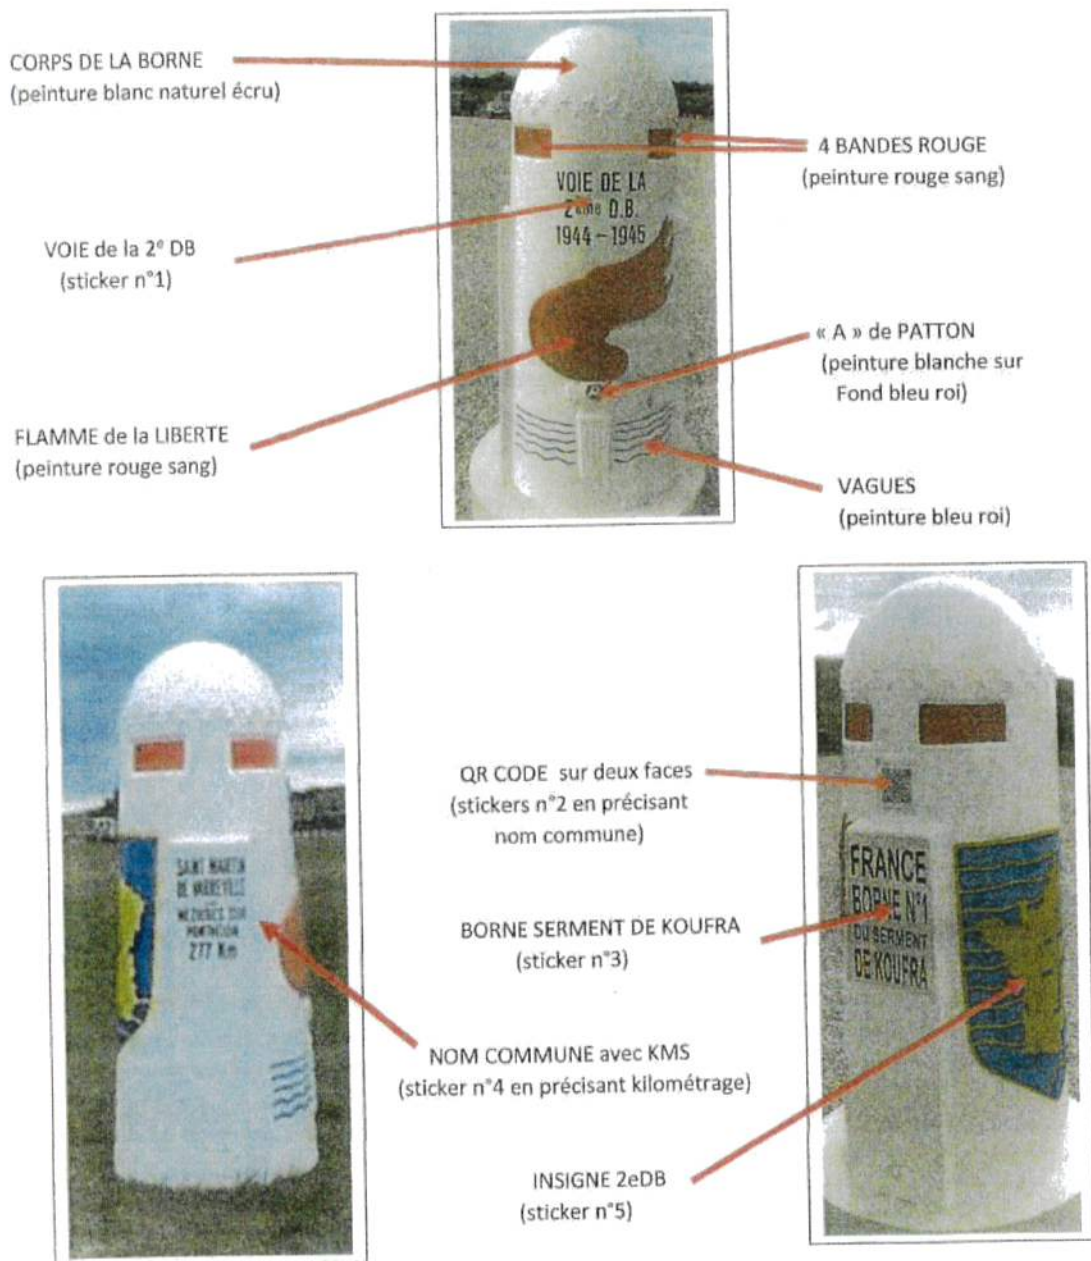 CORPS DE LA BORNE
(peinture blanc naturel écru)
4 BANDES ROUGE
(peinture rouge sang)
VOIE DE LA
2ème D.B.
1944-1945
VOIE de la 2e DB
(sticker n°1)
« A » de PATTON
(peinture blanche sur
Fond bleu roi)
A
FLAMME de la LIBERTE
(peinture rouge sang)
VAGUES
(peinture bleu roi)
QR CODE sur deux faces
(stickers n°2 en précisant
nom commune)
SAINT MARTIN
DE VARREVILLE
MEZIERES SUR
PONTHOUIN
277 Km
FRANCE
BORNE N°1
DU SERMENT
DE KOUFRA
BORNE SERMENT DE KOUFRA
(sticker n°3)
NOM COMMUNE avec KMS
(sticker n°4 en précisant kilométrage)
INSIGNE 2eDB
(sticker n°5)